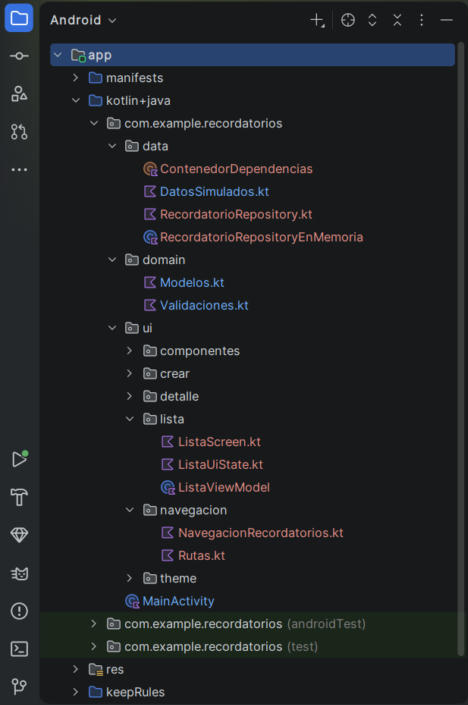 Android
app
manifests
kotlin+java
com.example.recordatorios
data
ContenedorDependencias
DatosSimulados.kt
RecordatorioRepository.kt
RecordatorioRepositoryEnMemoria
domain
Modelos.kt
Validaciones.kt
ui
componentes
crear
detalle
lista
ListaScreen.kt
ListaUiState.kt
ListaViewModel
navegacion
NavegacionRecordatorios.kt
Rutas.kt
theme
MainActivity
com.example.recordatorios (androidTest)
com.example.recordatorios (test)
res
keepRules